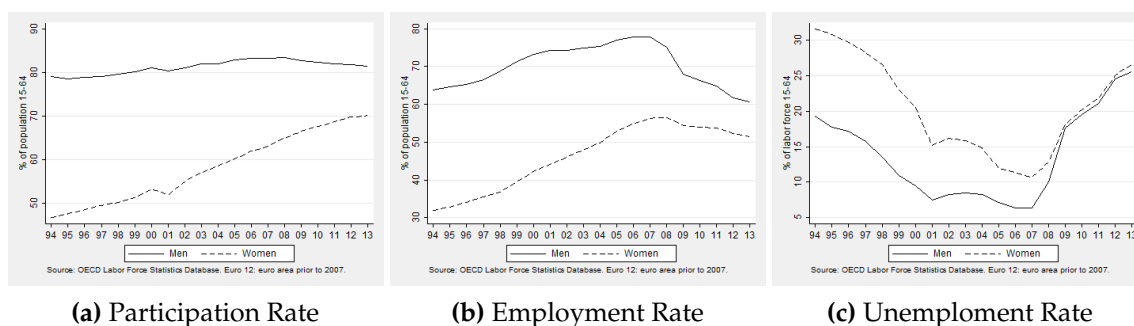 % of population 15-64
90
80
70
60
50
94 95 96 97 98 99 00 01 02 03 04 05 06 07 08 09 10 11 12 13
Men Women
Source: OECD Labor Force Statistics Database. Euro 12: euro area prior to 2007.
(a) Participation Rate
% of population 15-64
80
70
60
50
40
30
94 95 96 97 98 99 00 01 02 03 04 05 06 07 08 09 10 11 12 13
Men Women
Source: OECD Labor Force Statistics Database. Euro 12: euro area prior to 2007.
(b) Employment Rate
% of labor force 15-64
30
25
20
15
10
5
94 95 96 97 98 99 00 01 02 03 04 05 06 07 08 09 10 11 12 13
Men Women
Source: OECD Labor Force Statistics Database. Euro 12: euro area prior to 2007.
(c) Unemploment Rate